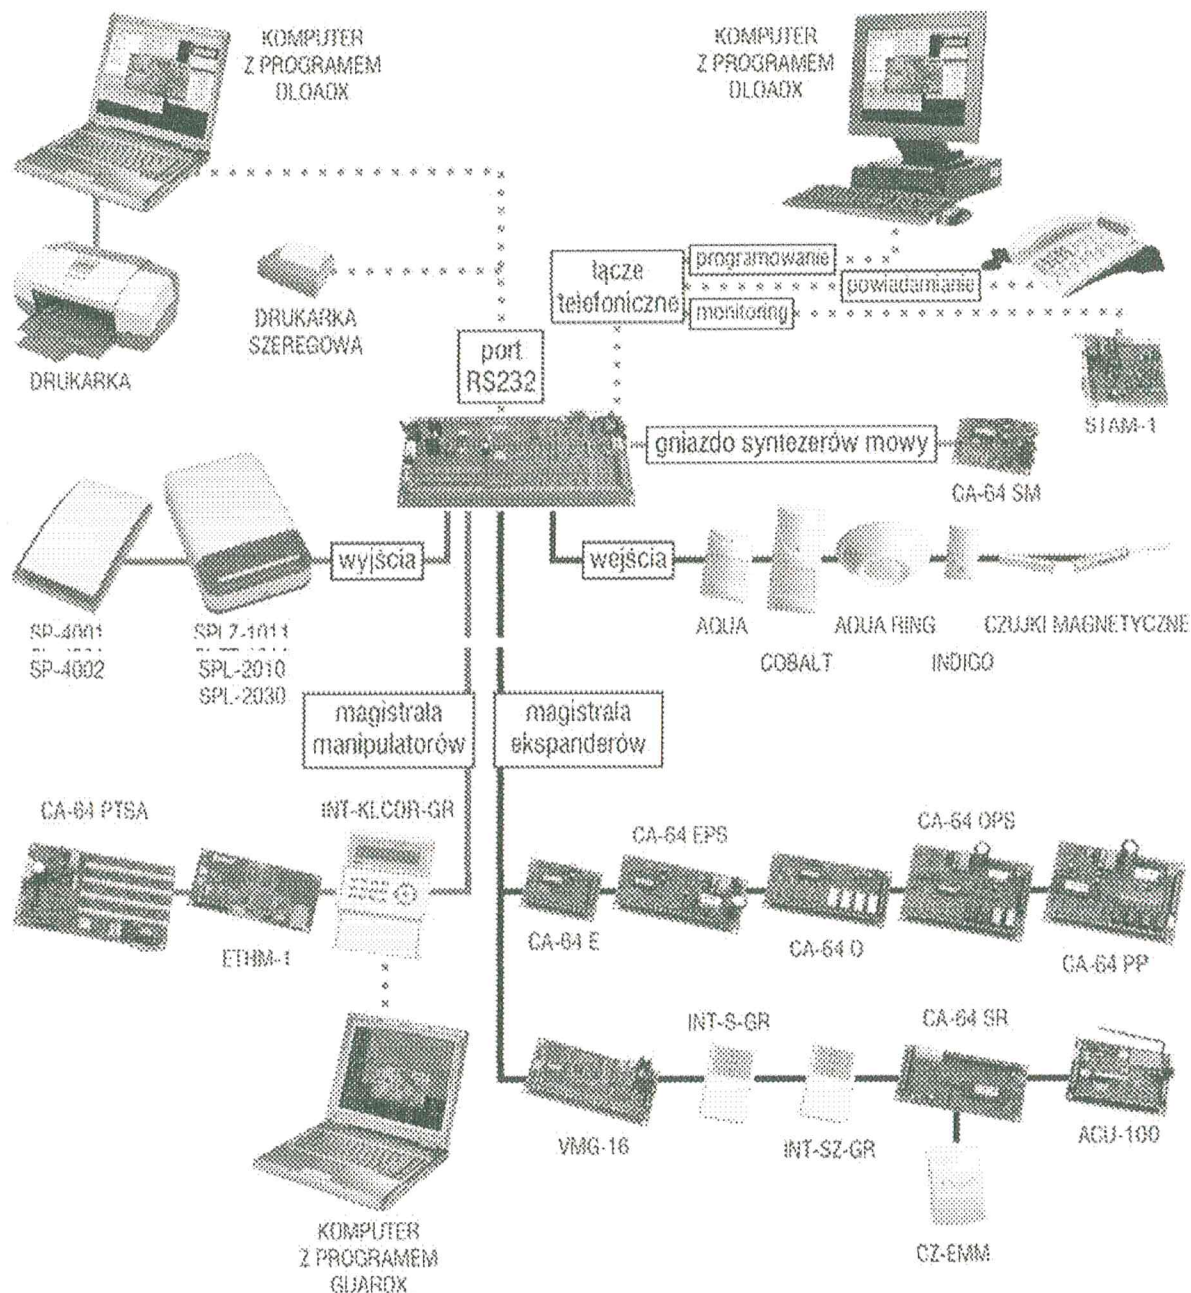 KOMPUTER
Z PROGRAMEM
DLOADX
KOMPUTER
Z PROGRAMEM
DLOADX
DRUKARKA
DRUKARKA
SZEREGOWA
port
RS232
łącze
telefoniczne
programowanie
powiadamianie
monitoring
STAM-1
gniazdo syntezerów mowy
CA-64 SM
wyjścia
SP-4001
SP-4002
SPLZ-1011
SPL-2010
SPL-2030
wejścia
AQUA
COBALT
AQUA RING
INDIGO
CZUJKI MAGNETYCZNE
magistrala
manipulatorów
magistrala
ekspanderów
CA-64 PTSA
ETHM-1
INT-KLCDR-GR
CA-64 E
CA-64 EPS
CA-64 O
CA-64 OPS
CA-64 PP
VMG-16
INT-S-GR
INT-SZ-GR
CA-64 SR
ACU-100
CZ-EMM
KOMPUTER
Z PROGRAMEM
GUARDX